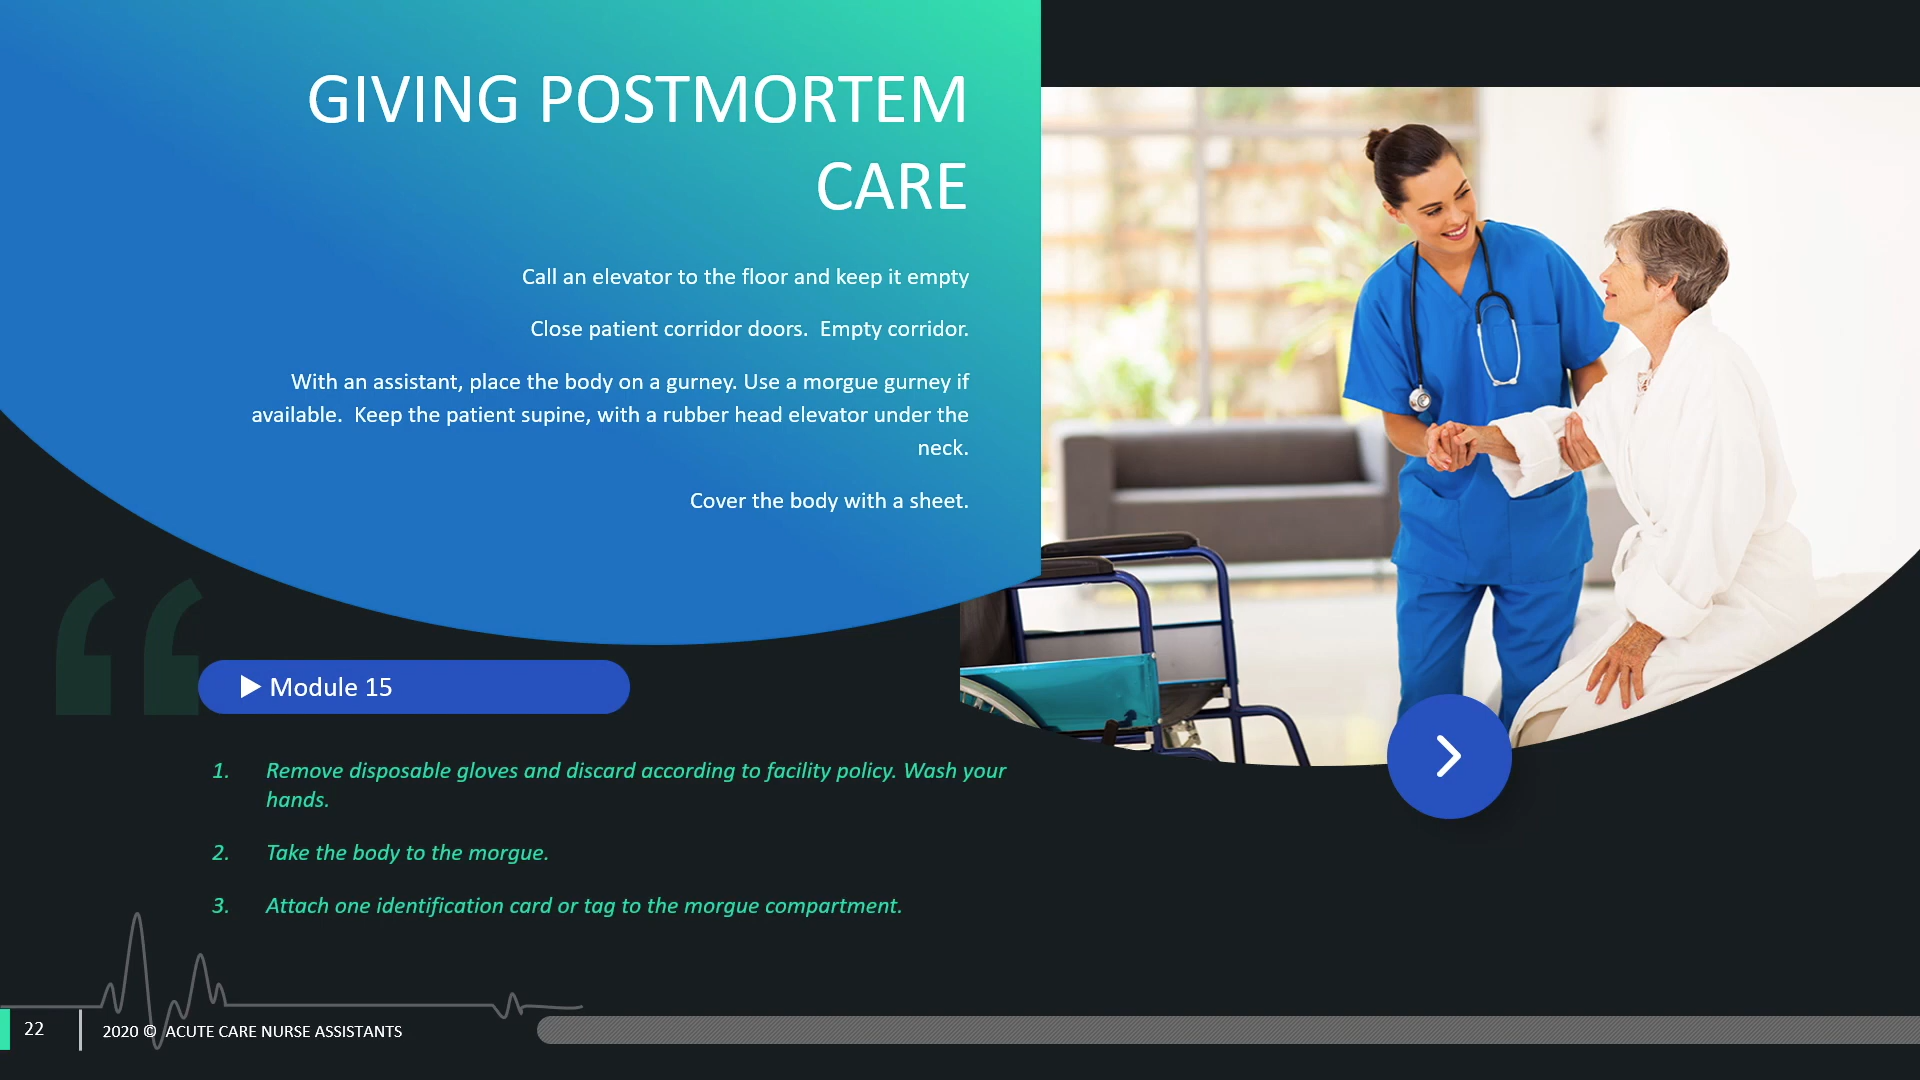 GIVING POSTMORTEM
CARE
Call an elevator to the floor and keep it empty
Close patient corridor doors.  Empty corridor.
With an assistant, place the body on a gurney. Use a morgue gurney if
available.  Keep the patient supine, with a rubber head elevator under the
neck.
Cover the body with a sheet.
Module 15
1. Remove disposable gloves and discard according to facility policy. Wash your
hands.
2. Take the body to the morgue.
3. Attach one identification card or tag to the morgue compartment.
22
2020 © ACUTE CARE NURSE ASSISTANTS